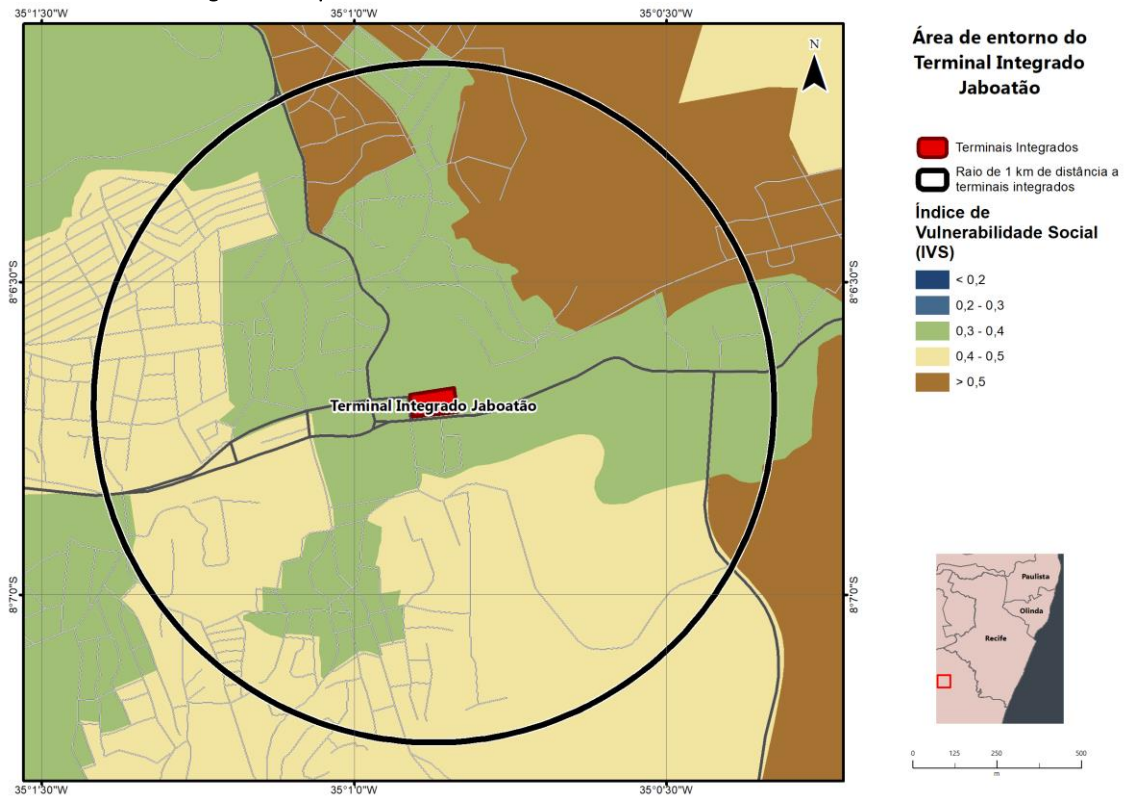 35°1'30"W 35°1'0"W 35°0'30"W
N
8°6'30"S 8°6'30"S
Terminal Integrado Jaboatão
8°7'0"S 8°7'0"S
35°1'30"W 35°1'0"W 35°0'30"W
Área de entorno do
Terminal Integrado
Jaboatão
Terminais Integrados
Raio de 1 km de distância a
terminais integrados
Índice de
Vulnerabilidade Social
(IVS)
< 0,2
0,2 - 0,3
0,3 - 0,4
0,4 - 0,5
> 0,5
Paulista
Olinda
Recife
0 125 250 500
m